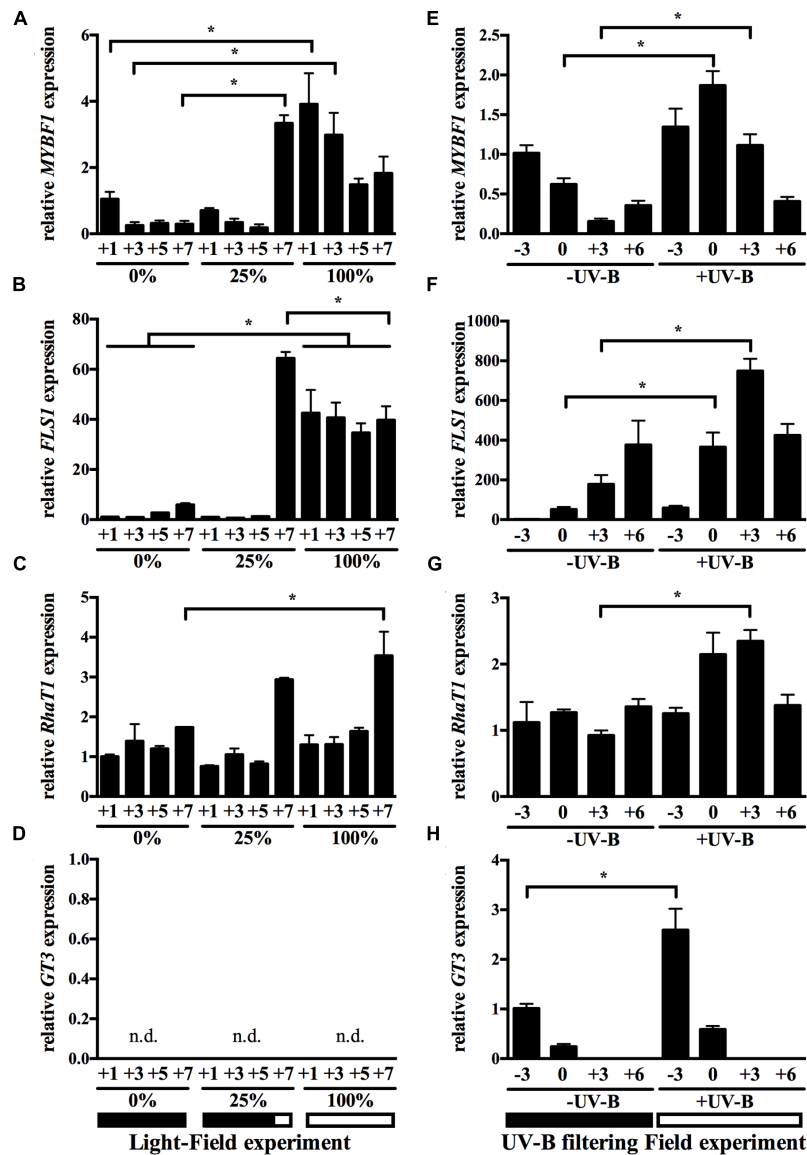 A
relative MYBF1 expression
6
4
2
0
*
*
*
+1 +3 +5 +7 +1 +3 +5 +7 +1 +3 +5 +7
0% 25% 100%
B
relative FLS1 expression
80
60
40
20
0
*
*
+1 +3 +5 +7 +1 +3 +5 +7 +1 +3 +5 +7
0% 25% 100%
C
relative RhaT1 expression
5
4
3
2
1
0
*
+1 +3 +5 +7 +1 +3 +5 +7 +1 +3 +5 +7
0% 25% 100%
D
relative GT3 expression
1.0
0.8
0.6
0.4
0.2
0.0
n.d. n.d. n.d.
+1 +3 +5 +7 +1 +3 +5 +7 +1 +3 +5 +7
0% 25% 100%
Light-Field experiment
E
relative MYBF1 expression
2.5
2.0
1.5
1.0
0.5
0.0
*
*
-3 0 +3 +6 -3 0 +3 +6
-UV-B +UV-B
F
relative FLS1 expression
1000
800
600
400
200
0
*
*
-3 0 +3 +6 -3 0 +3 +6
-UV-B +UV-B
G
relative RhaT1 expression
3
2
1
0
*
-3 0 +3 +6 -3 0 +3 +6
-UV-B +UV-B
H
relative GT3 expression
4
3
2
1
0
*
-3 0 +3 +6 -3 0 +3 +6
-UV-B +UV-B
UV-B filtering Field experiment